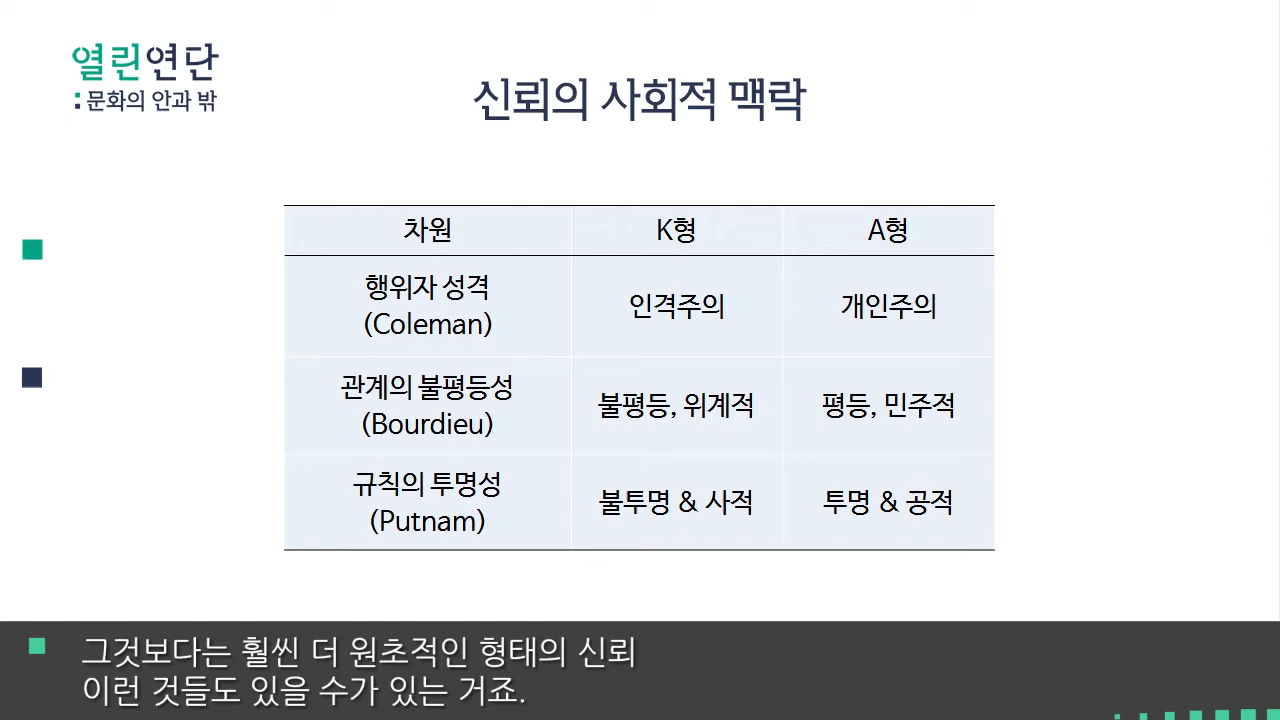 열린연단
:문화의 안과 밖
신뢰의 사회적 맥락
차원 K형 A형
행위자 성격
(Coleman)
인격주의 개인주의
관계의 불평등성
(Bourdieu)
불평등, 위계적 평등, 민주적
규칙의 투명성
(Putnam)
불투명 & 사적 투명 & 공적
그것보다는 훨씬 더 원초적인 형태의 신뢰
이런 것들도 있을 수가 있는 거죠.